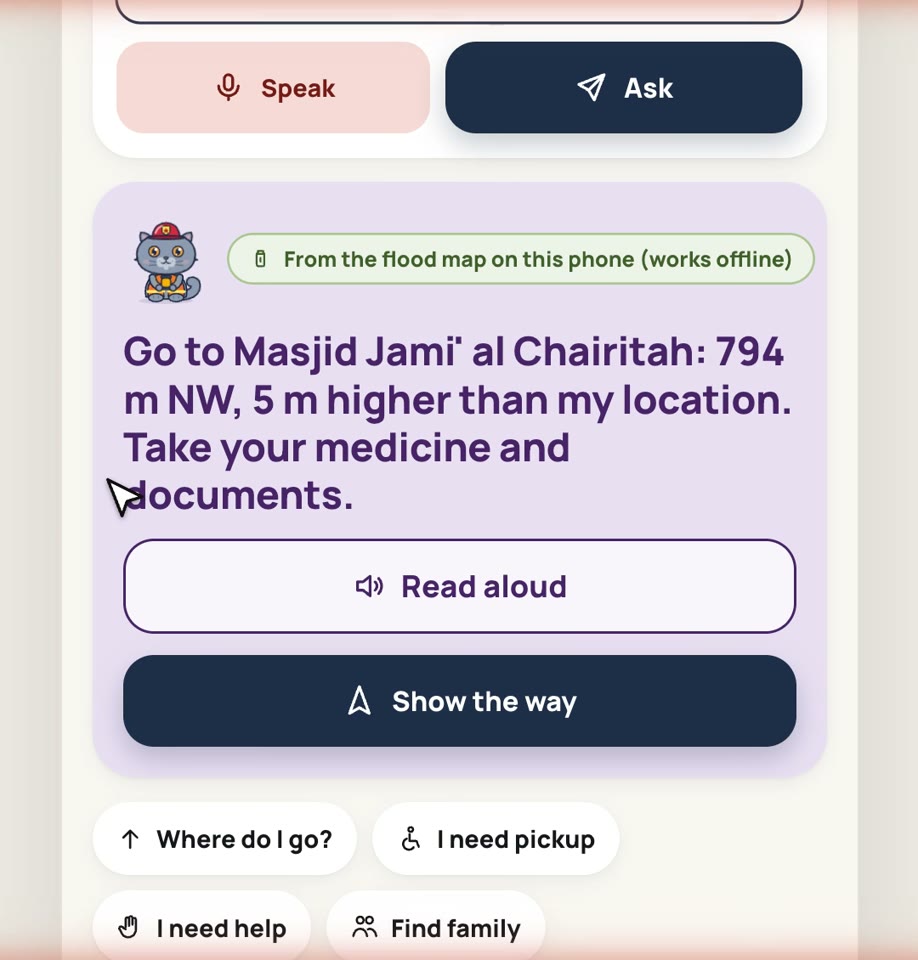 Speak
Ask
From the flood map on this phone (works offline)
Go to Masjid Jami' al Chairitah: 794
m NW, 5 m higher than my location.
Take your medicine and
documents.
Read aloud
Show the way
Where do I go?
I need pickup
I need help
Find family